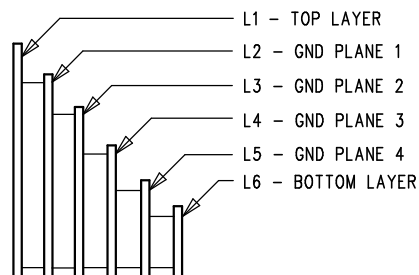 L1 - TOP LAYER
L2 - GND PLANE 1
L3 - GND PLANE 2
L4 - GND PLANE 3
L5 - GND PLANE 4
L6 - BOTTOM LAYER